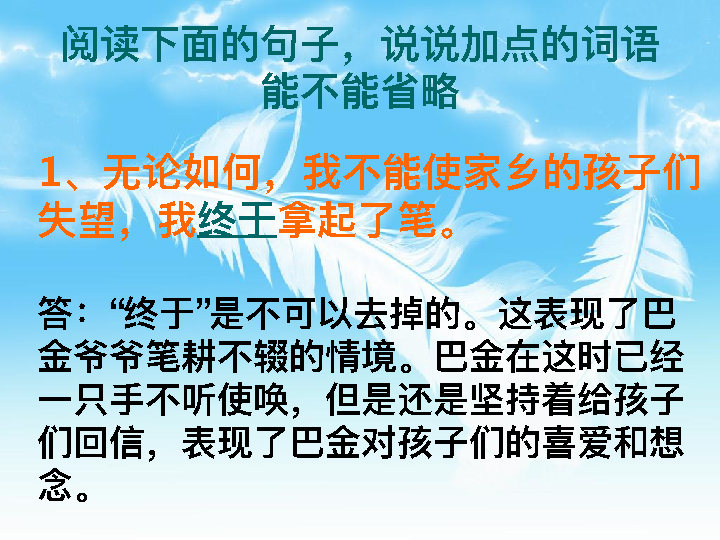 阅读下面的句子，说说加点的词语
能不能省略
1、无论如何，我不能使家乡的孩子们
失望，我终于拿起了笔。
答：“终于”是不可以去掉的。这表现了巴
金爷爷笔耕不辍的情境。巴金在这时已经
一只手不听使唤，但是还是坚持着给孩子
们回信，表现了巴金对孩子们的喜爱和想
念。